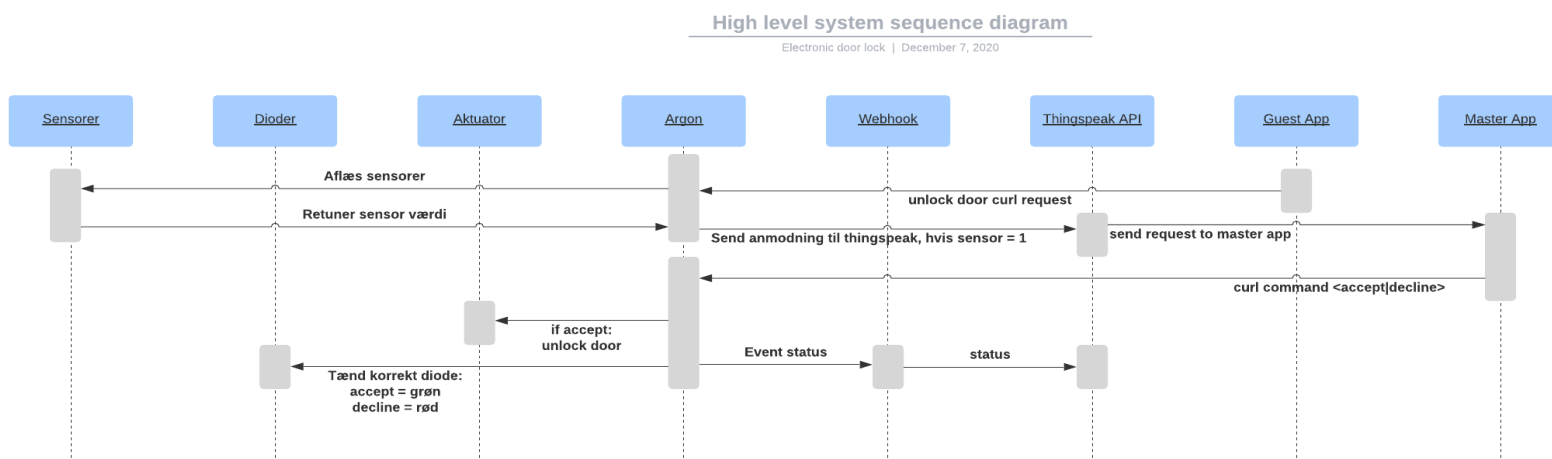 High level system sequence diagram
Electronic door lock | December 7, 2020
Sensorer
Dioder
Aktuator
Argon
Webhook
Thingspeak API
Guest App
Master App
Aflæs sensorer
unlock door curl request
Retuner sensor værdi
Send anmodning til thingspeak, hvis sensor = 1
send request to master app
curl command <accept|decline>
if accept:
unlock door
Event status
status
Tænd korrekt diode:
accept = grøn
decline = rød